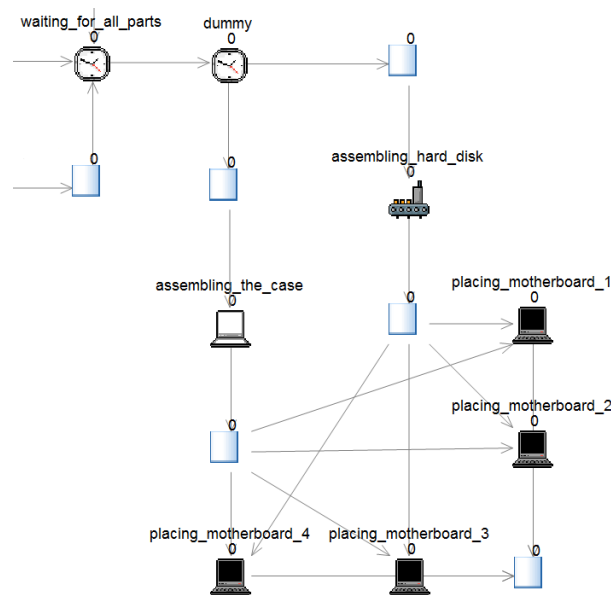 waiting_for_all_parts
dummy
0
0
0
0
0
assembling_hard_disk
0
assembling_the_case
0
0
placing_motherboard_1
0
placing_motherboard_2
0
0
placing_motherboard_4
placing_motherboard_3
0
0
0